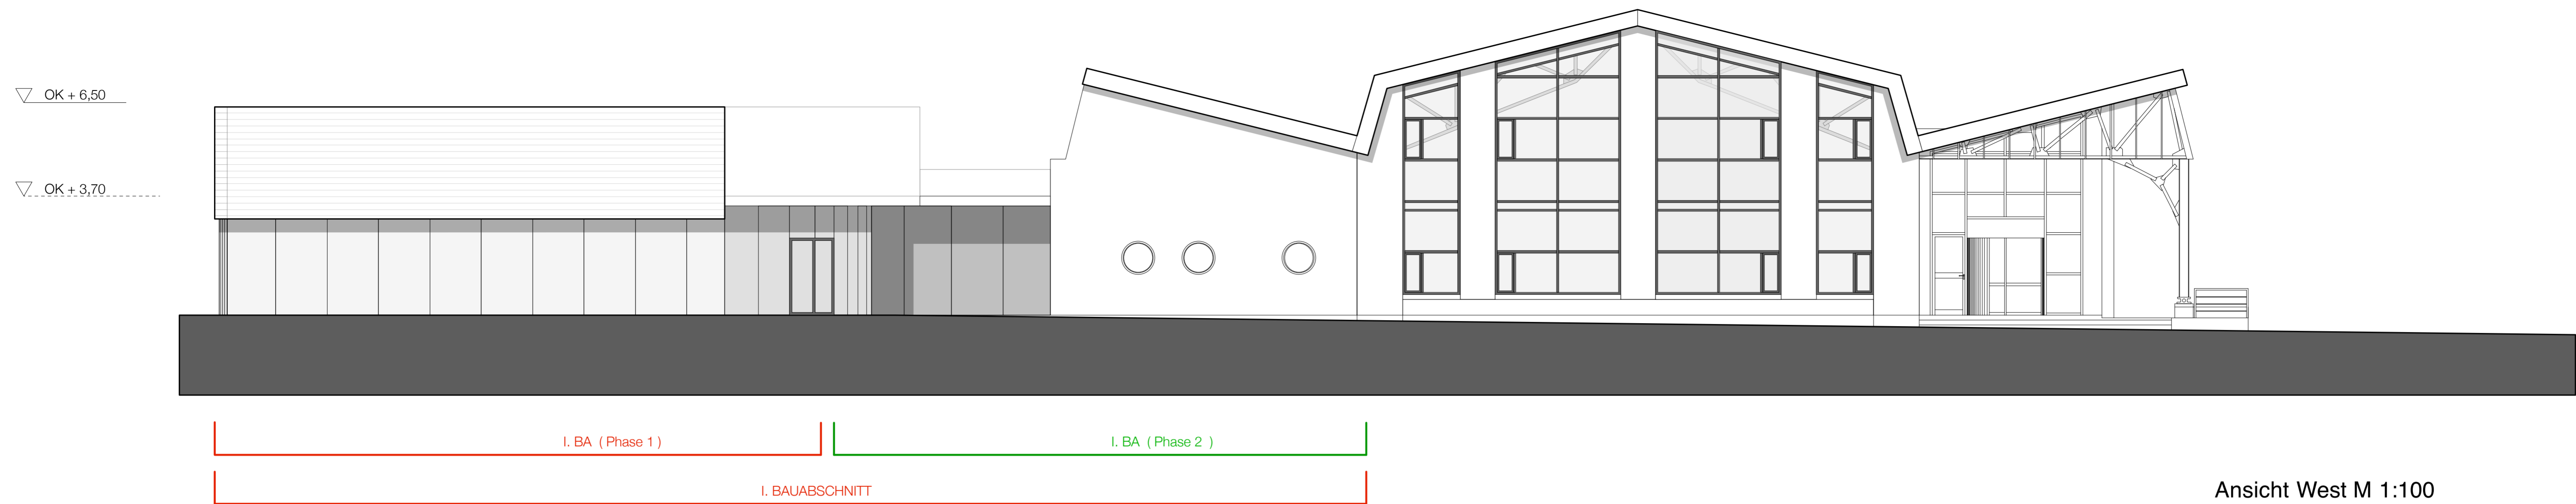 OK + 6,50
OK + 3,70
I. BA ( Phase 1 )
I. BA ( Phase 2 )
I. BAUABSCHNITT
Ansicht West M 1:100